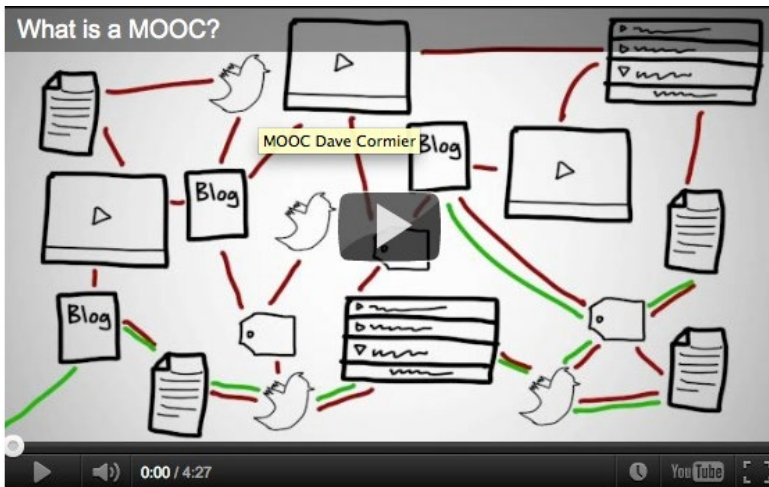 What is a MOOC?
MOOC Dave Cormier
Blog
Blog
Blog
0:00 / 4:27
YouTube